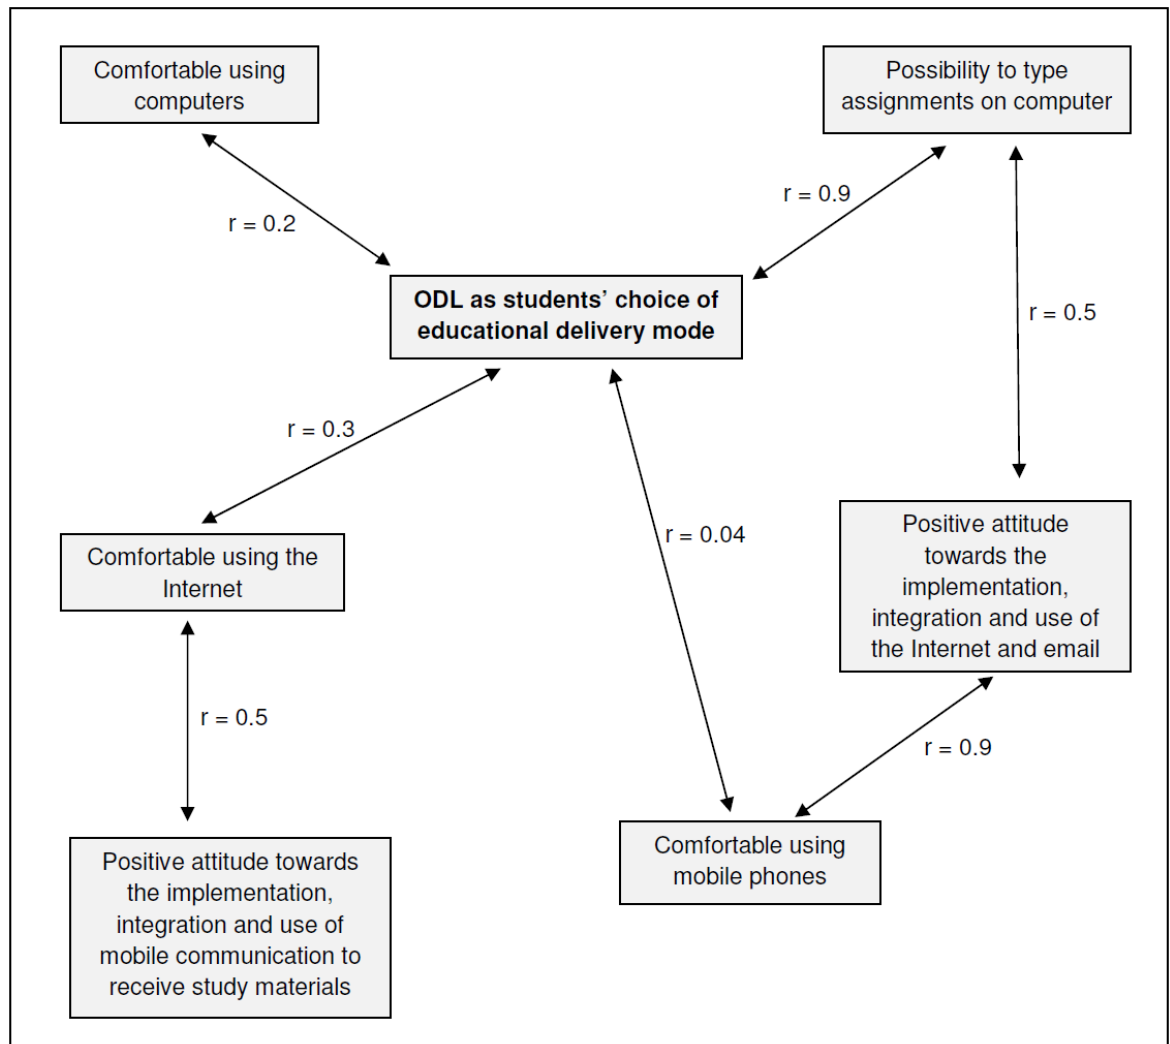 Comfortable using
computers
Possibility to type
assignments on computer
r = 0.9
r = 0.2
ODL as students’ choice of
educational delivery mode
r = 0.5
r = 0.3
Comfortable using the
Internet
r = 0.04
Positive attitude
towards the
implementation,
integration and use of
the Internet and email
r = 0.5
r = 0.9
Positive attitude towards
the implementation,
integration and use of
mobile communication to
receive study materials
Comfortable using
mobile phones